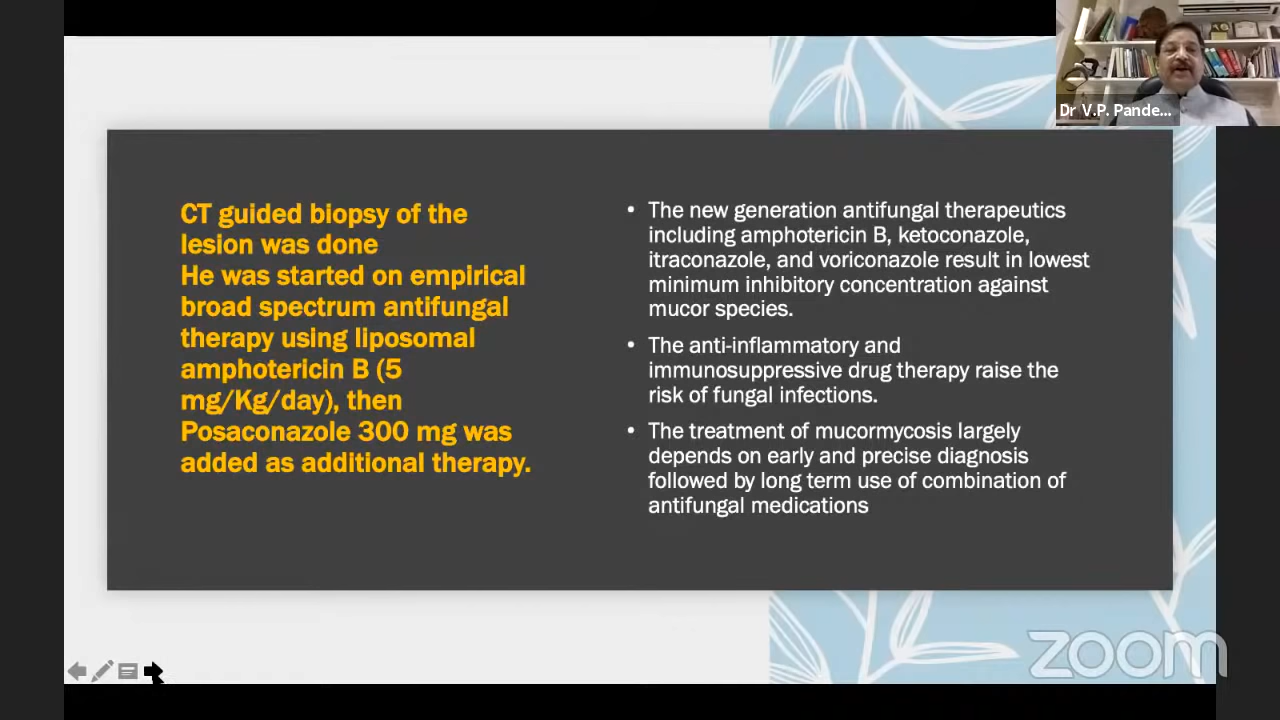 Dr V.P. Pande...
CT guided biopsy of the
lesion was done
He was started on empirical
broad spectrum antifungal
therapy using liposomal
amphotericin B (5
mg/Kg/day), then
Posaconazole 300 mg was
added as additional therapy.
• The new generation antifungal therapeutics
including amphotericin B, ketoconazole,
itraconazole, and voriconazole result in lowest
minimum inhibitory concentration against
mucor species.
• The anti-inflammatory and
immunosuppressive drug therapy raise the
risk of fungal infections.
• The treatment of mucormycosis largely
depends on early and precise diagnosis
followed by long term use of combination of
antifungal medications
zoom